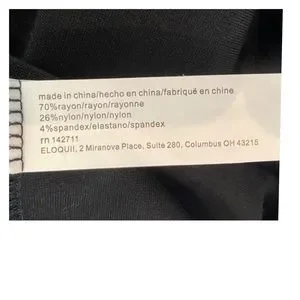 made in china/hecho en china/fabriqué en chine
70%rayon/rayon/rayonne
26%nylon/nylon/nylon
4%spandex/elastano/spandex
rn 142711
ELOQUII, 2 Miranova Place, Suite 280, Columbus OH 43215